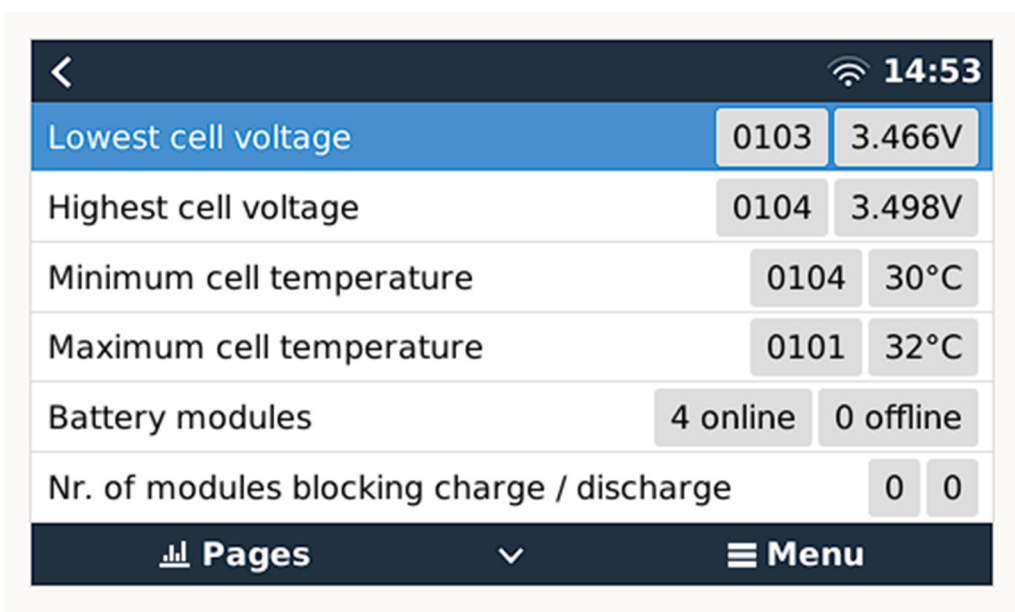 14:53
Lowest cell voltage 0103 3.466V
Highest cell voltage 0104 3.498V
Minimum cell temperature 0104 30°C
Maximum cell temperature 0101 32°C
Battery modules 4 online 0 offline
Nr. of modules blocking charge / discharge 0 0
Pages Menu